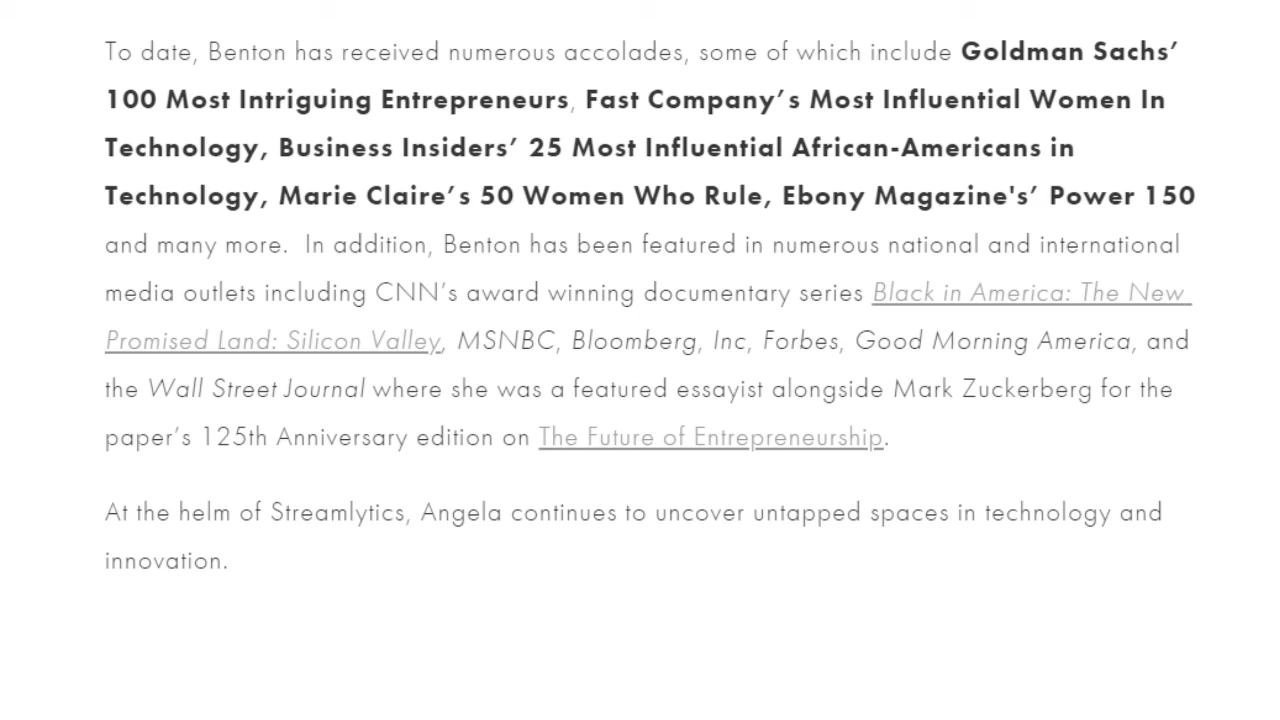 To date, Benton has received numerous accolades, some of which include Goldman Sachs’
100 Most Intriguing Entrepreneurs, Fast Company’s Most Influential Women In
Technology, Business Insiders’ 25 Most Influential African-Americans in
Technology, Marie Claire’s 50 Women Who Rule, Ebony Magazine's’ Power 150
and many more.  In addition, Benton has been featured in numerous national and international
media outlets including CNN’s award winning documentary series Black in America: The New
Promised Land: Silicon Valley, MSNBC, Bloomberg, Inc, Forbes, Good Morning America, and
the Wall Street Journal where she was a featured essayist alongside Mark Zuckerberg for the
paper’s 125th Anniversary edition on The Future of Entrepreneurship.
At the helm of Streamlytics, Angela continues to uncover untapped spaces in technology and
innovation.